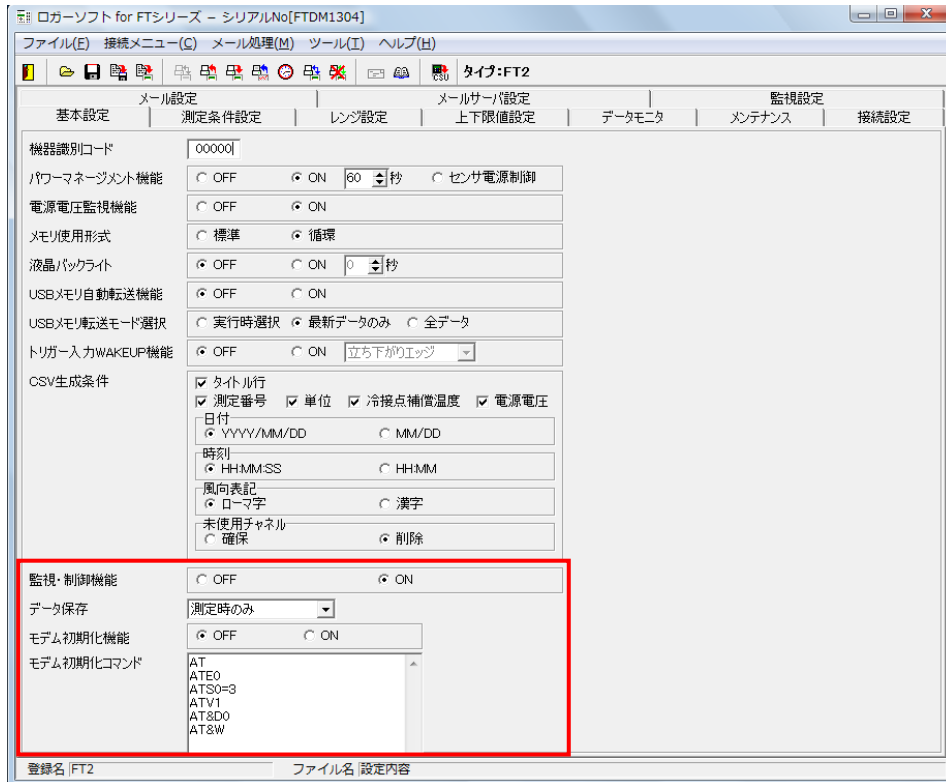 ロガーソフト for FTシリーズ － シリアルNo[FTDM1304]
ファイル(F) 接続メニュー(C) メール処理(M) ツール(T) ヘルプ(H)
CSU タイプ:FT2
メール設定 メールサーバ設定 監視設定
基本設定 測定条件設定 レンジ設定 上下限値設定 データモニタ メンテナンス 接続設定
機器識別コード 00000
パワーマネージメント機能 OFF ON 60 秒 センサ電源制御
電源電圧監視機能 OFF ON
メモリ使用形式 標準 循環
液晶バックライト OFF ON 0 秒
USBメモリ自動転送機能 OFF ON
USBメモリ転送モード選択 実行時選択 最新データのみ 全データ
トリガー入力WAKEUP機能 OFF ON 立ち下がりエッジ
CSV生成条件 タイトル行
測定番号 単位 冷接点補償温度 電源電圧
日付
YYYY/MM/DD MM/DD
時刻
HH:MM:SS HH:MM
風向表記
ローマ字 漢字
未使用チャネル
確保 削除
監視・制御機能 OFF ON
データ保存 測定時のみ
モデム初期化機能 OFF ON
モデム初期化コマンド AT
ATE0
ATS0=3
ATV1
AT&D0
AT&W
登録名 FT2 ファイル名 設定内容